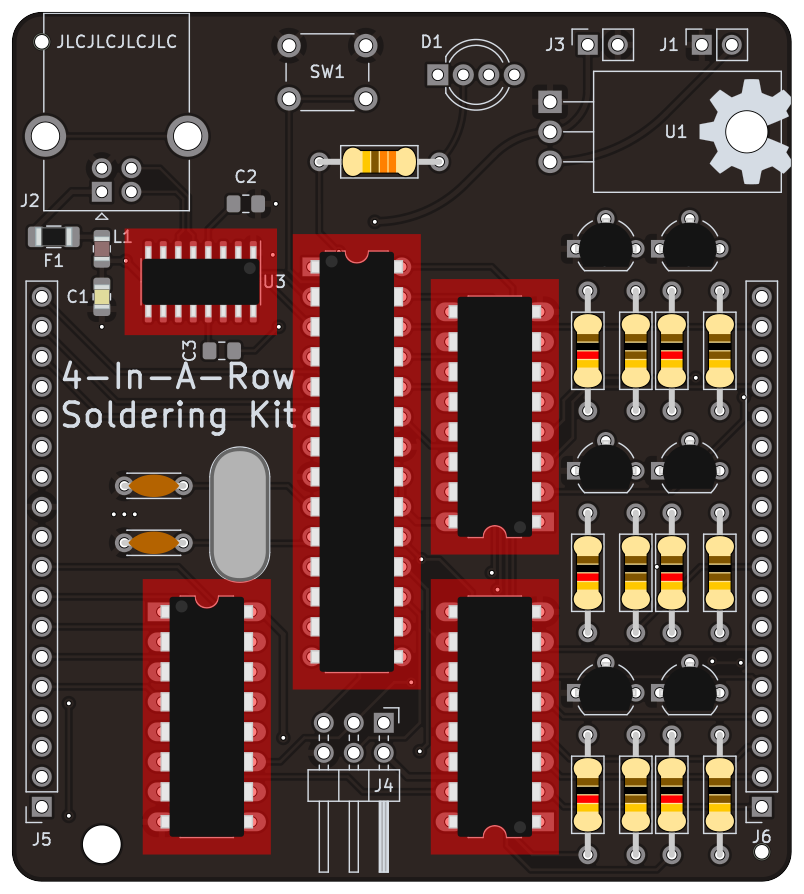 JLCJLCJLCJLC
SW1
D1
J3
J1
U1
J2
C2
L1
F1
U3
C1
C3
4-In-A-Row
Soldering Kit
J4
J5
J6